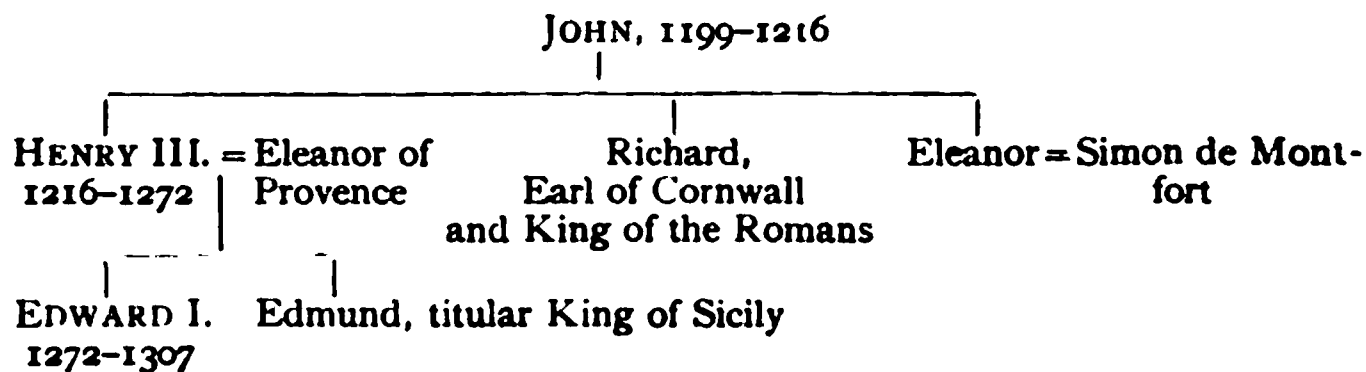 JOHN, 1199–1216
HENRY III. = Eleanor of Richard, Eleanor = Simon de Mont-
1216–1272 Provence Earl of Cornwall fort
and King of the Romans
EDWARD I. Edmund, titular King of Sicily
1272–1307